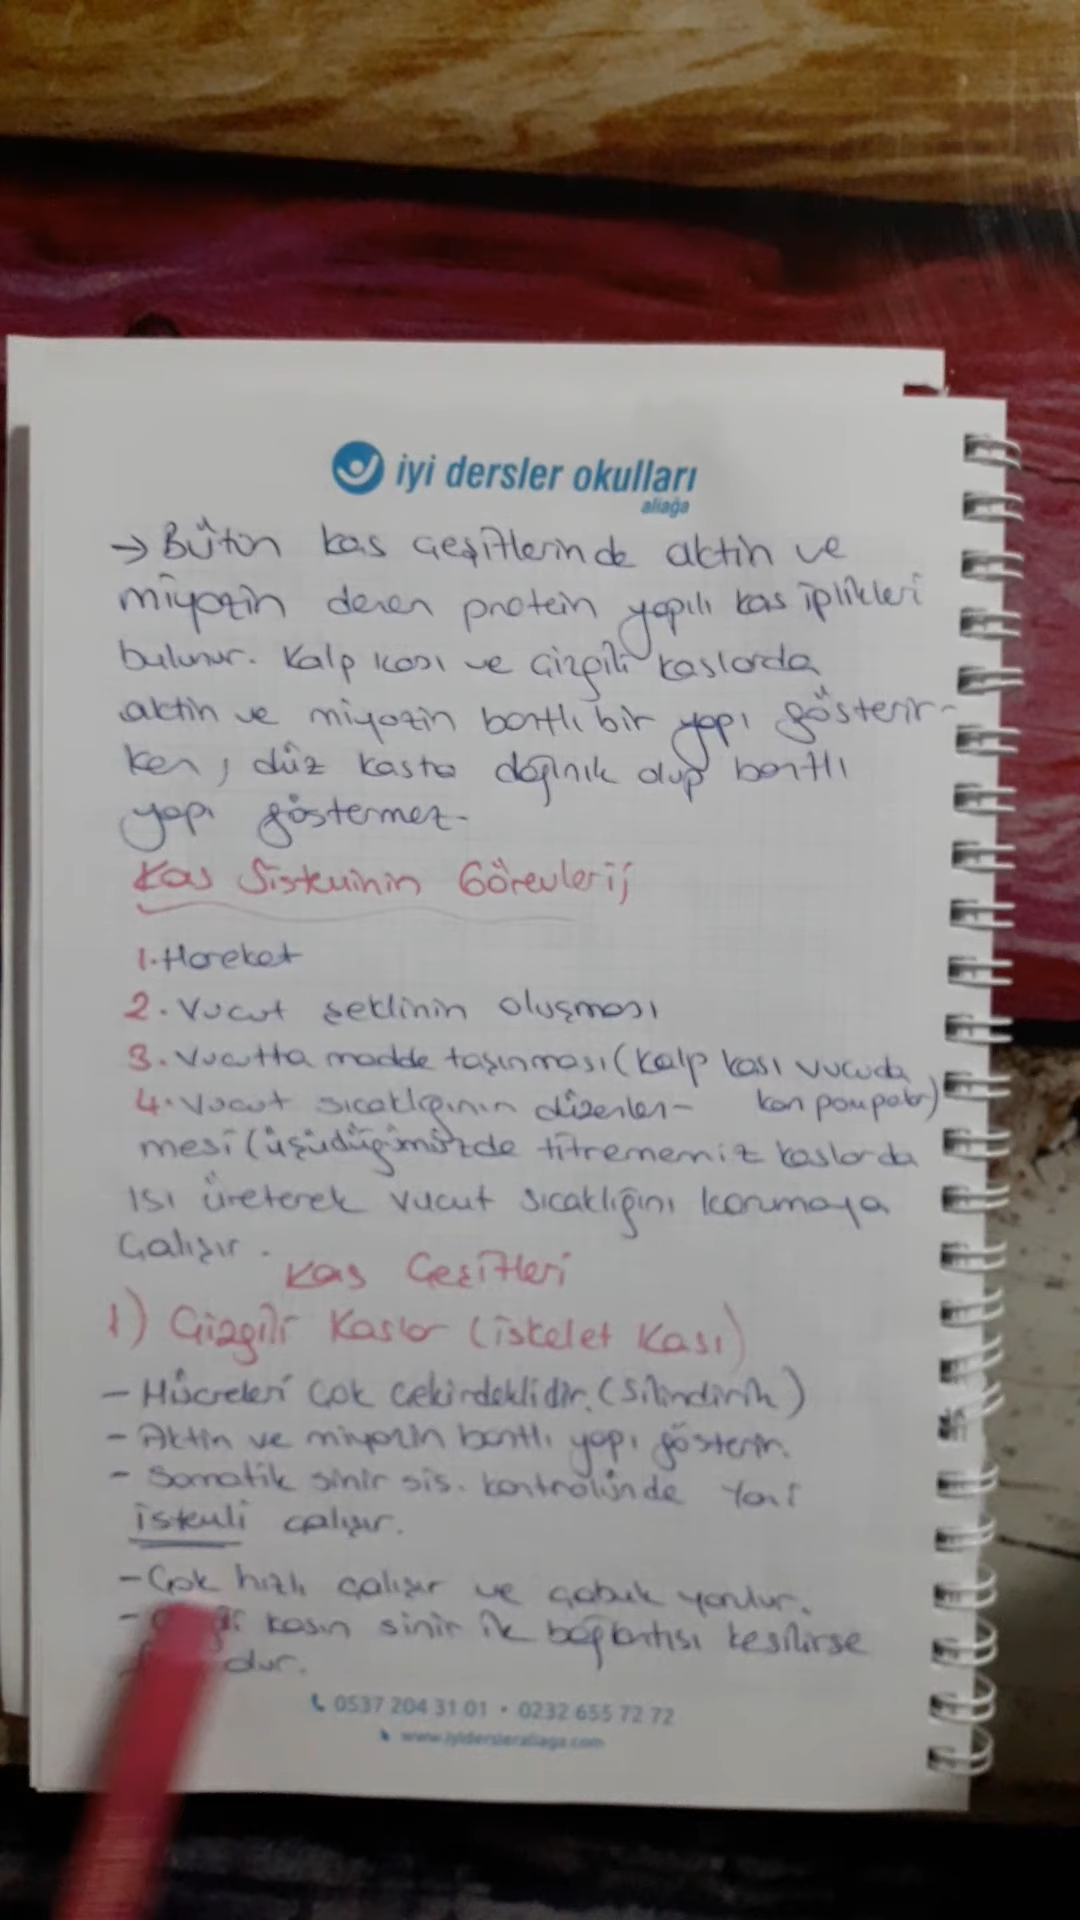 iyi dersler okulları
aliağa
→ Bütün kas çeşitlerinde aktin ve
miyozin denen protein yapılı kas iplikleri
bulunur. Kalp kası ve çizgili kaslarda
aktin ve miyozin bantlı bir yapı gösterir-
ken, düz kasta dağınık olup bantlı
yapı göstermez.
Kas Sisteminin Görevleri;
1. Hareket
2. Vucut şeklinin oluşması
3. Vucutta madde taşınması (Kalp kası vucuda
kan pompalar)
4. Vucut sıcaklığının düzenlen-
mesi (üşüdüğümüzde titrememiz kaslarda
ısı üreterek vucut sıcaklığını korumaya
çalışır.
Kas Çeşitleri
1) Çizgili Kaslar (iskelet Kası)
- Hücreleri çok çekirdeklidir. (Silindirik)
- Aktin ve miyozin bantlı yapı gösterir.
- Somatik sinir sis. kontrolünde Yani
istemli çalışır.
- Çok hızlı çalışır ve çabuk yorulur.
- kasın sinir ile bağlantısı kesilirse
0537 204 31 01 • 0232 655 72 72
www.iyidersleraliaga.com